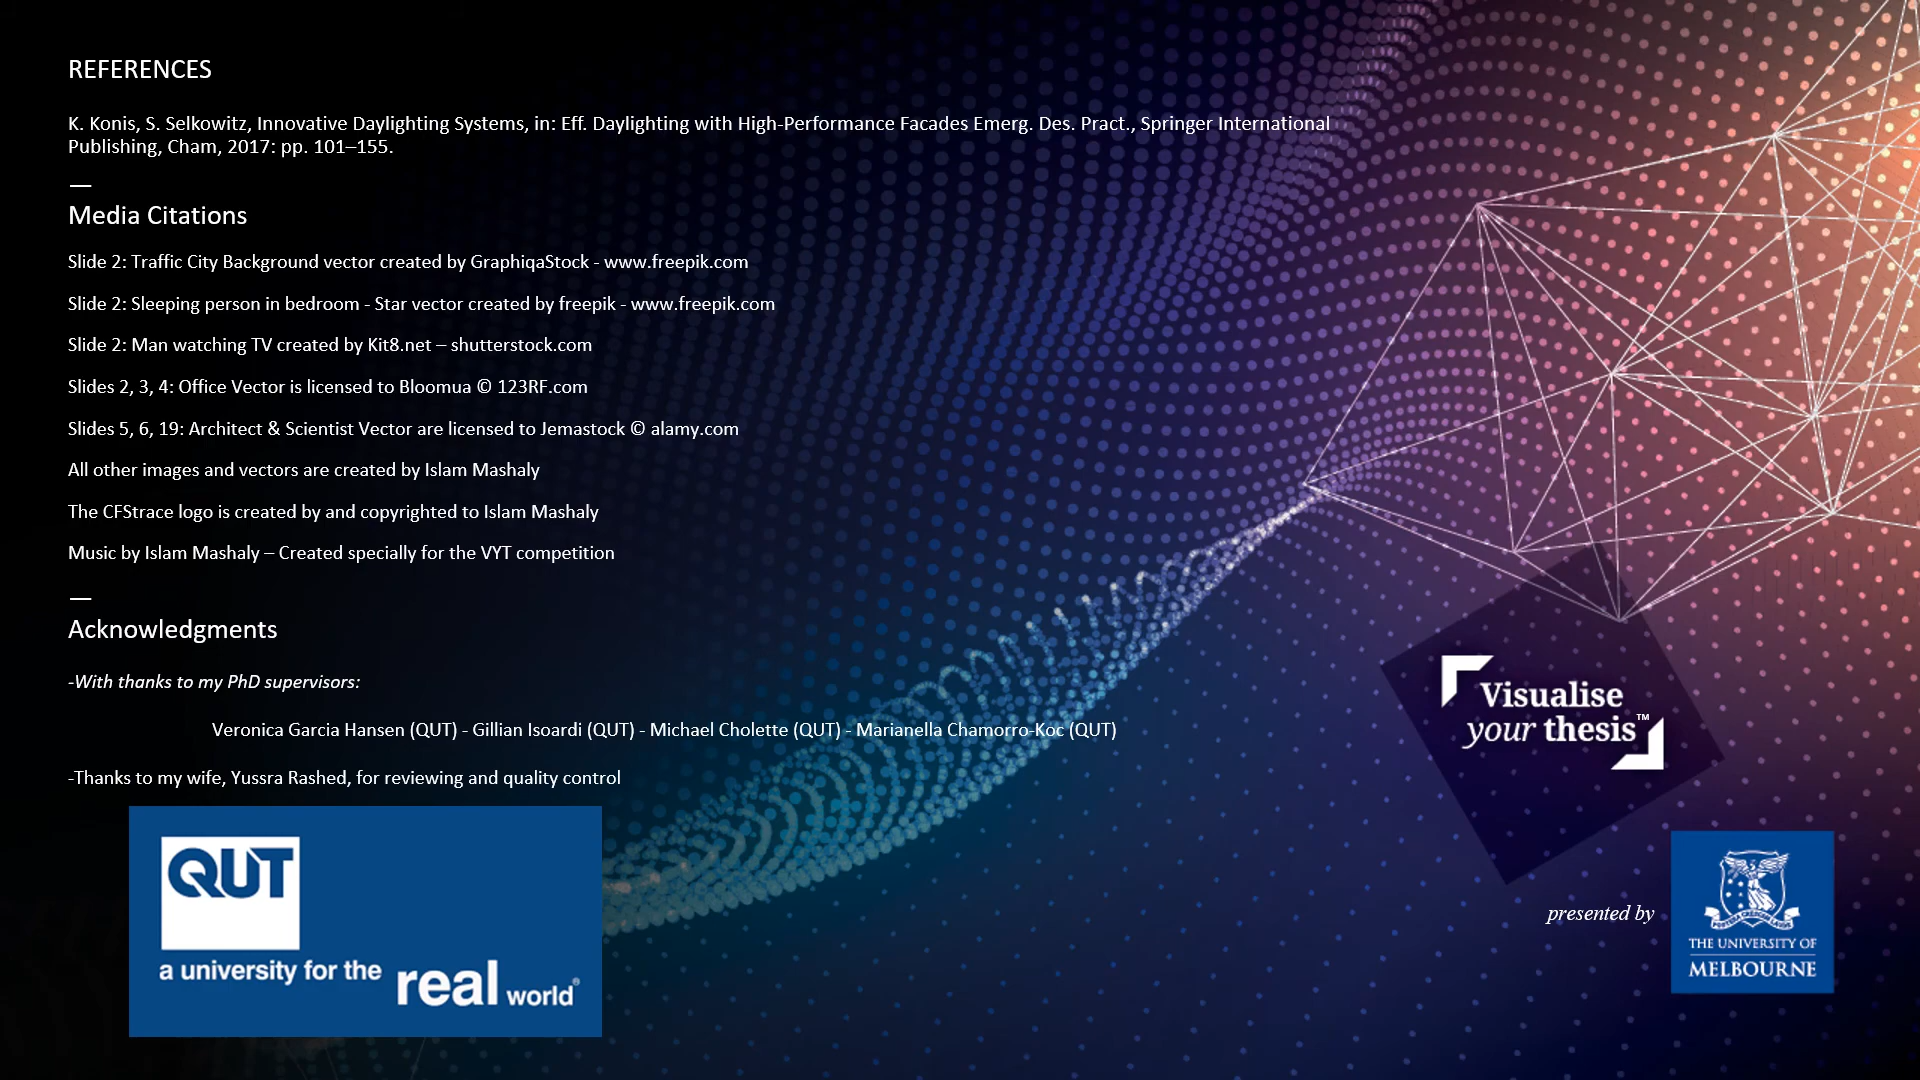 REFERENCES
K. Konis, S. Selkowitz, Innovative Daylighting Systems, in: Eff. Daylighting with High-Performance Facades Emerg. Des. Pract., Springer International
Publishing, Cham, 2017: pp. 101–155.
—
Media Citations
Slide 2: Traffic City Background vector created by GraphiqaStock - www.freepik.com
Slide 2: Sleeping person in bedroom - Star vector created by freepik - www.freepik.com
Slide 2: Man watching TV created by Kit8.net – shutterstock.com
Slides 2, 3, 4: Office Vector is licensed to Bloomua © 123RF.com
Slides 5, 6, 19: Architect & Scientist Vector are licensed to Jemastock © alamy.com
All other images and vectors are created by Islam Mashaly
The CFStrace logo is created by and copyrighted to Islam Mashaly
Music by Islam Mashaly – Created specially for the VYT competition
—
Acknowledgments
-With thanks to my PhD supervisors:
Veronica Garcia Hansen (QUT) - Gillian Isoardi (QUT) - Michael Cholette (QUT) - Marianella Chamorro-Koc (QUT)
-Thanks to my wife, Yussra Rashed, for reviewing and quality control
QUT
a university for the real world®
Visualise
your thesis™
presented by
THE UNIVERSITY OF
MELBOURNE